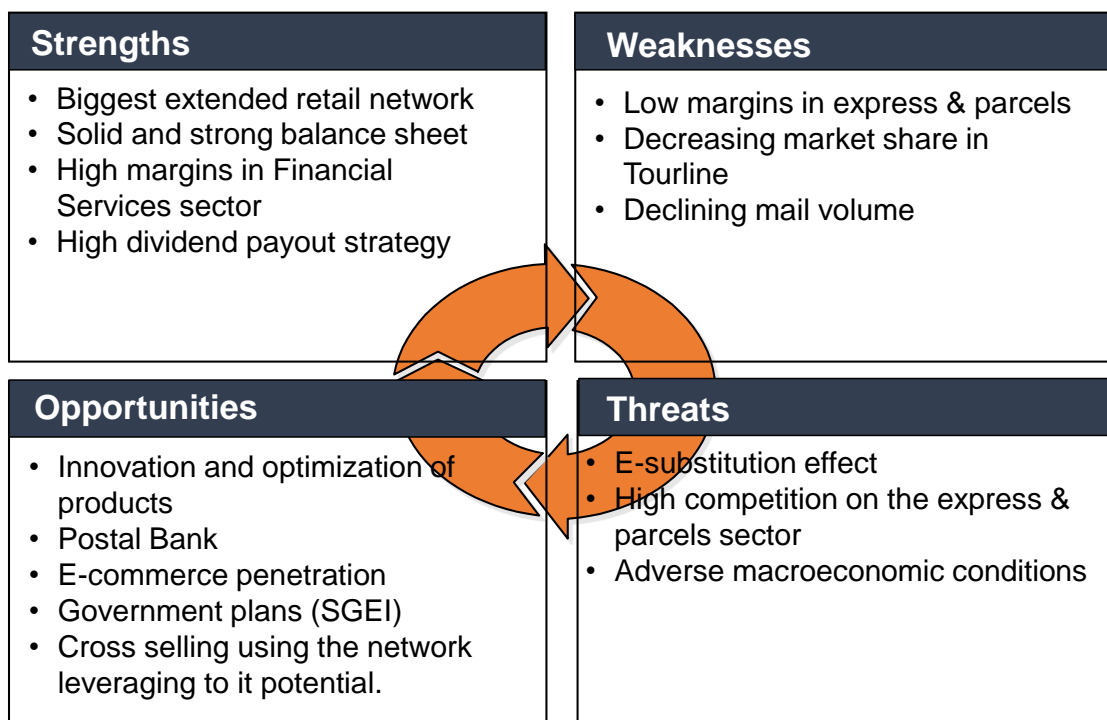 Strengths
• Biggest extended retail network
• Solid and strong balance sheet
• High margins in Financial
Services sector
• High dividend payout strategy
Weaknesses
• Low margins in express & parcels
• Decreasing market share in
Tourline
• Declining mail volume
Opportunities
• Innovation and optimization of
products
• Postal Bank
• E-commerce penetration
• Government plans (SGEI)
• Cross selling using the network
leveraging to it potential.
Threats
• E-substitution effect
• High competition on the express &
parcels sector
• Adverse macroeconomic conditions